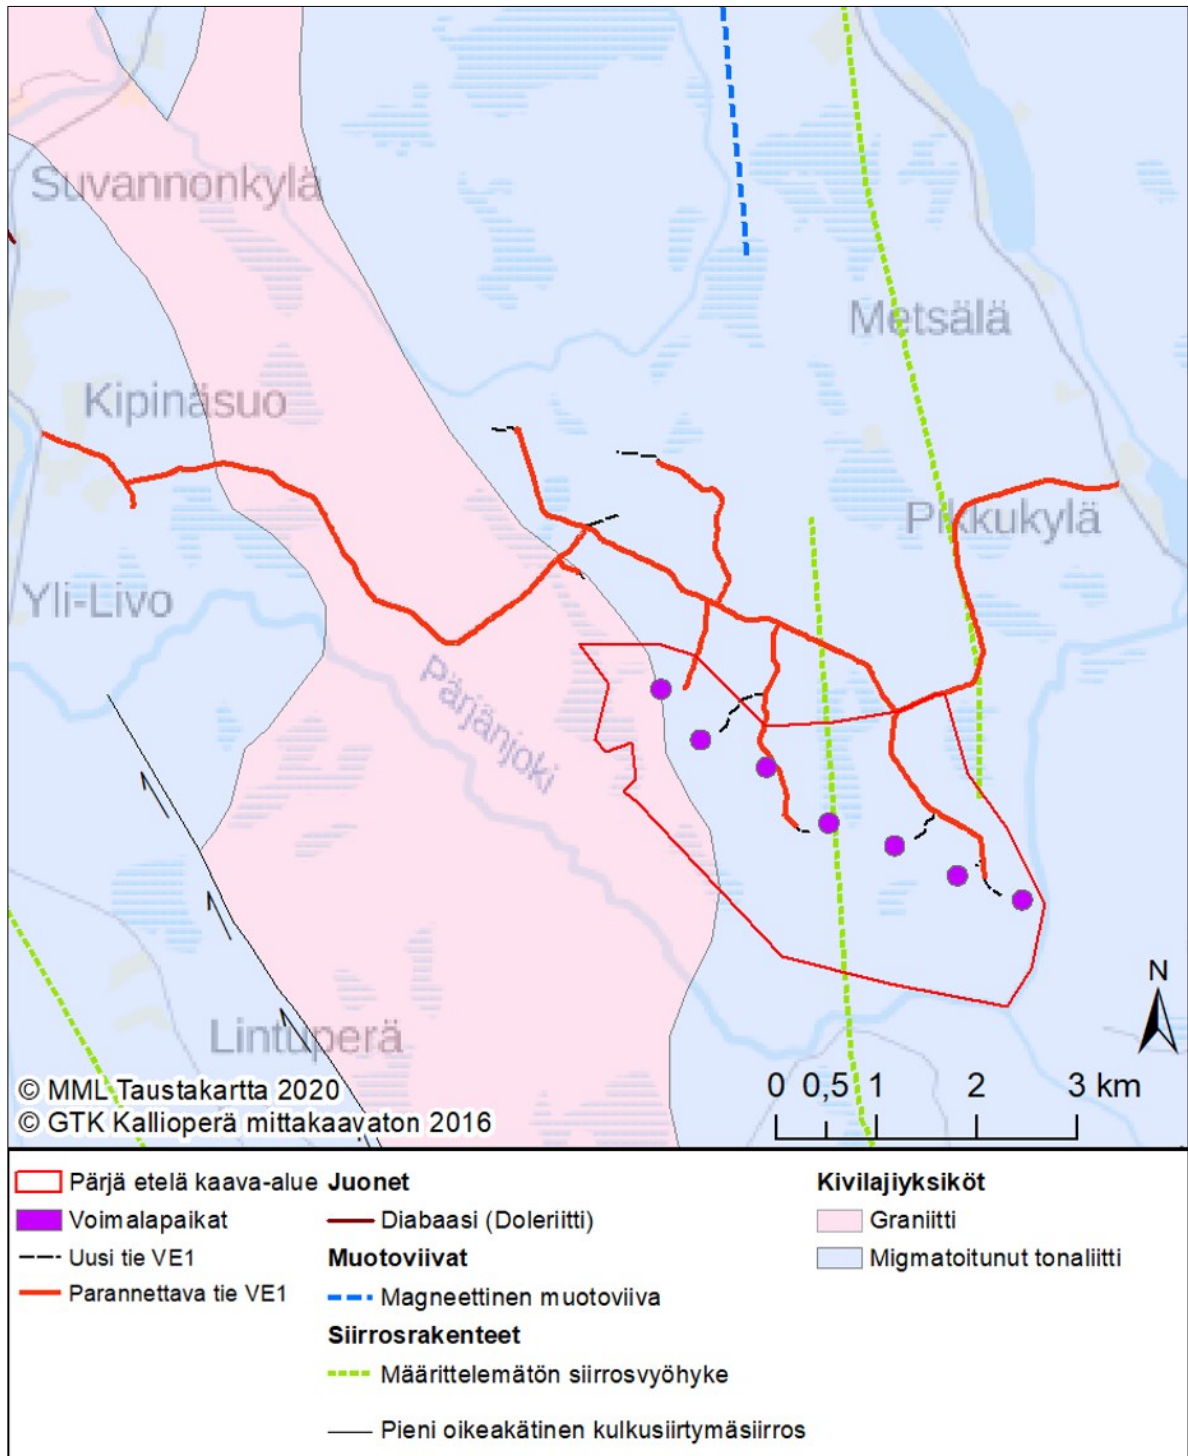 Suvannonkylä
Metsälä
Kipinäsuo
Pikkukylä
Yli-Livo
Pärjänjoki
N
Lintuperä
0 0,5 1 2 3 km
© MML Taustakartta 2020
© GTK Kallioperä mittakaavaton 2016
Pärjä etelä kaava-alue
Voimalapaikat
Uusi tie VE1
Parannettava tie VE1
Juonet
Diabaasi (Doleriitti)
Muotoviivat
Magneettinen muotoviiva
Siirrosrakenteet
Määrittelemätön siirrosvyöhyke
Pieni oikeakätinen kulkusiirtymäsiirros
Kivilajiyksiköt
Graniitti
Migmatoitunut tonaliitti